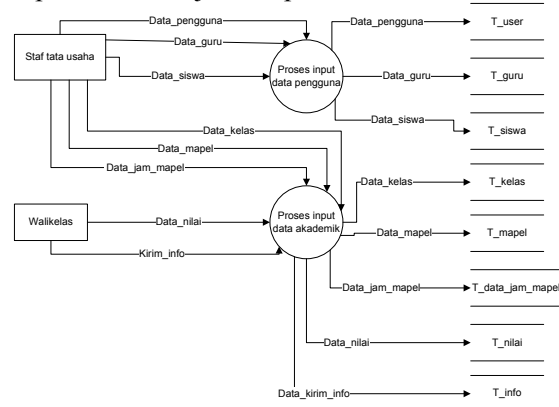 Data_pengguna
Data_pengguna
T_user
Data_guru
Staf tata usaha
Proses input
data pengguna
Data_siswa
Data_guru
T_guru
Data_siswa
T_siswa
Data_kelas
Data_mapel
Data_jam_mapel
Data_kelas
T_kelas
Walikelas
Data_nilai
Proses input
data akademik
Data_mapel
T_mapel
Kirim_info
Data_jam_mapel
T_data_jam_mapel
Data_nilai
T_nilai
Data_kirim_info
T_info